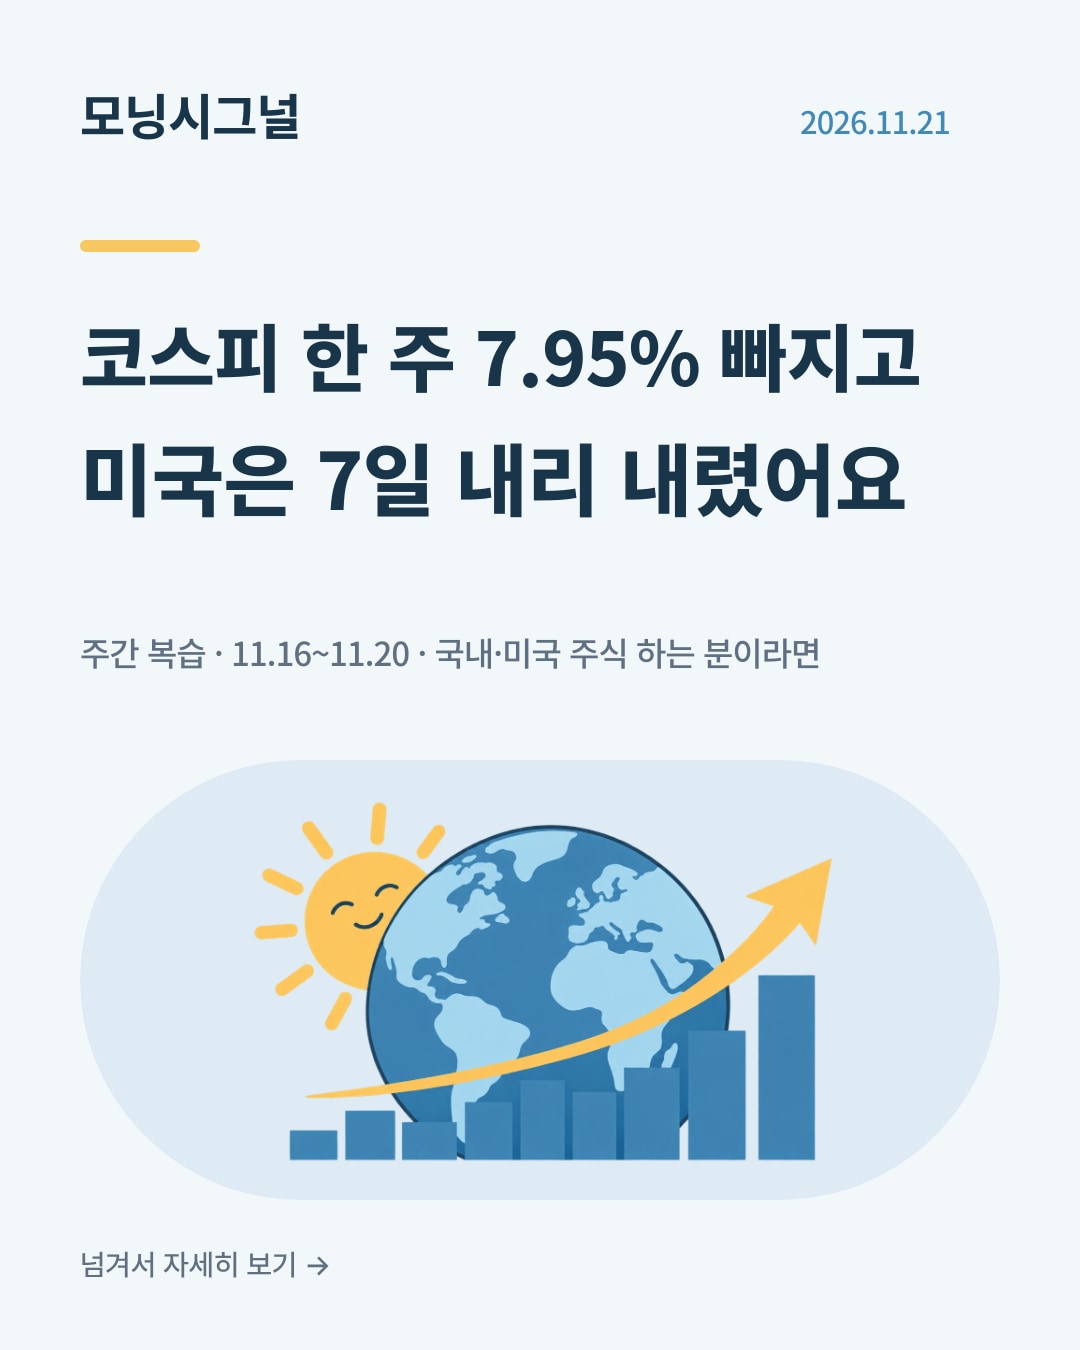 모닝시그널
2026.11.21
코스피 한 주 7.95% 빠지고
미국은 7일 내리 내렸어요
주간 복습 · 11.16~11.20 · 국내·미국 주식 하는 분이라면
넘겨서 자세히 보기 →